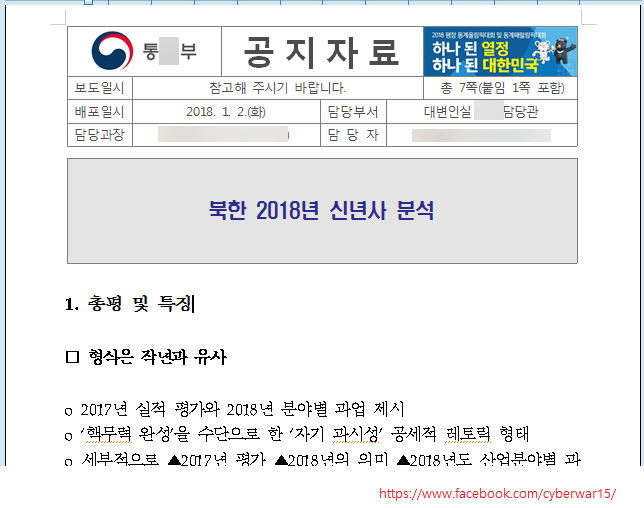 통 부
공지자료
2018 평창 동계올림픽대회 및 동계패럴림픽대회
하나 된 열정
하나 된 대한민국
보도일시 참고해 주시기 바랍니다. 총 7쪽(붙임 1쪽 포함)
배포일시 2018. 1. 2.(화) 담당부서 대변인실 담당관
담당과장 담 당 자
북한 2018년 신년사 분석
1. 총평 및 특징
□ 형식은 작년과 유사
o 2017년 실적 평가와 2018년 분야별 과업 제시
o ‘핵무력 완성’을 수단으로 한 ‘자기 과시성’ 공세적 레토릭 형태
o 세부적으로 ▲2017년 평가 ▲2018년의 의미 ▲2018년도 산업분야별 과
https://www.facebook.com/cyberwar15/